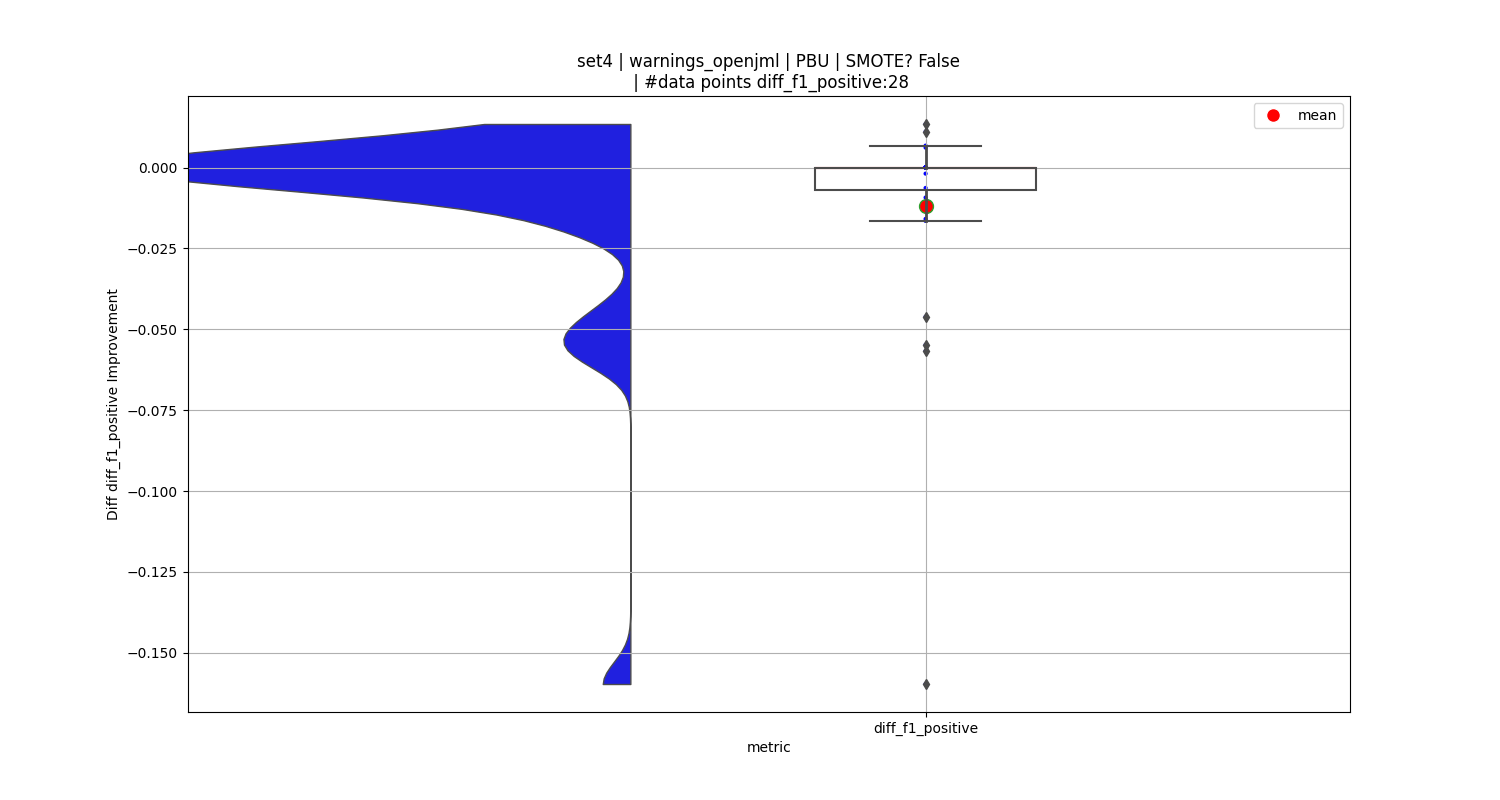 set4 | warnings_openjml | PBU | SMOTE? False
| #data points diff_f1_positive:28
mean
0.000
−0.025
−0.050
−0.075
−0.100
−0.125
−0.150
Diff diff_f1_positive Improvement
diff_f1_positive
metric